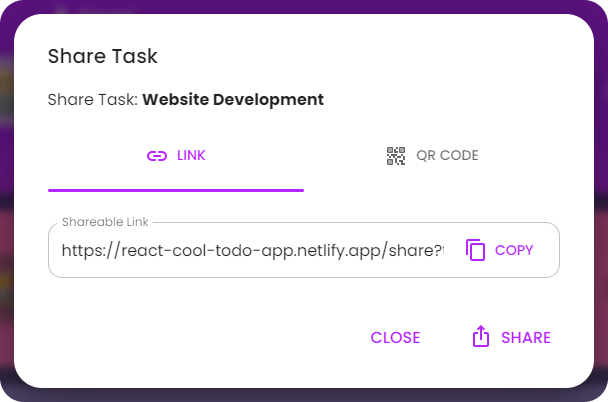 Share Task
Share Task: Website Development
LINK
QR CODE
Shareable Link
https://react-cool-todo-app.netlify.app/share?
COPY
CLOSE
SHARE